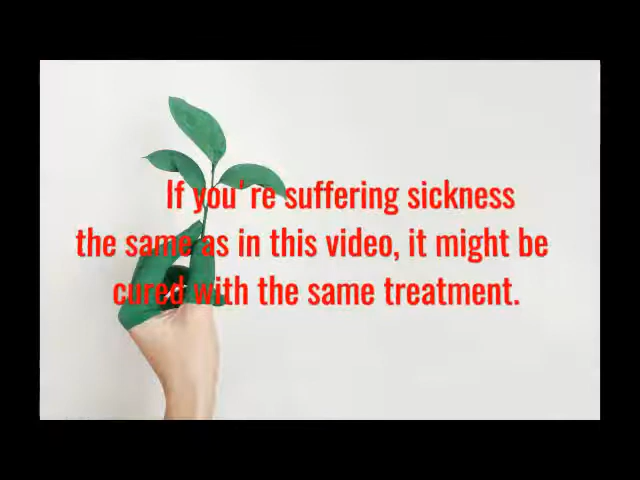 If you're suffering sickness
the same as in this video, it might be
cured with the same treatment.